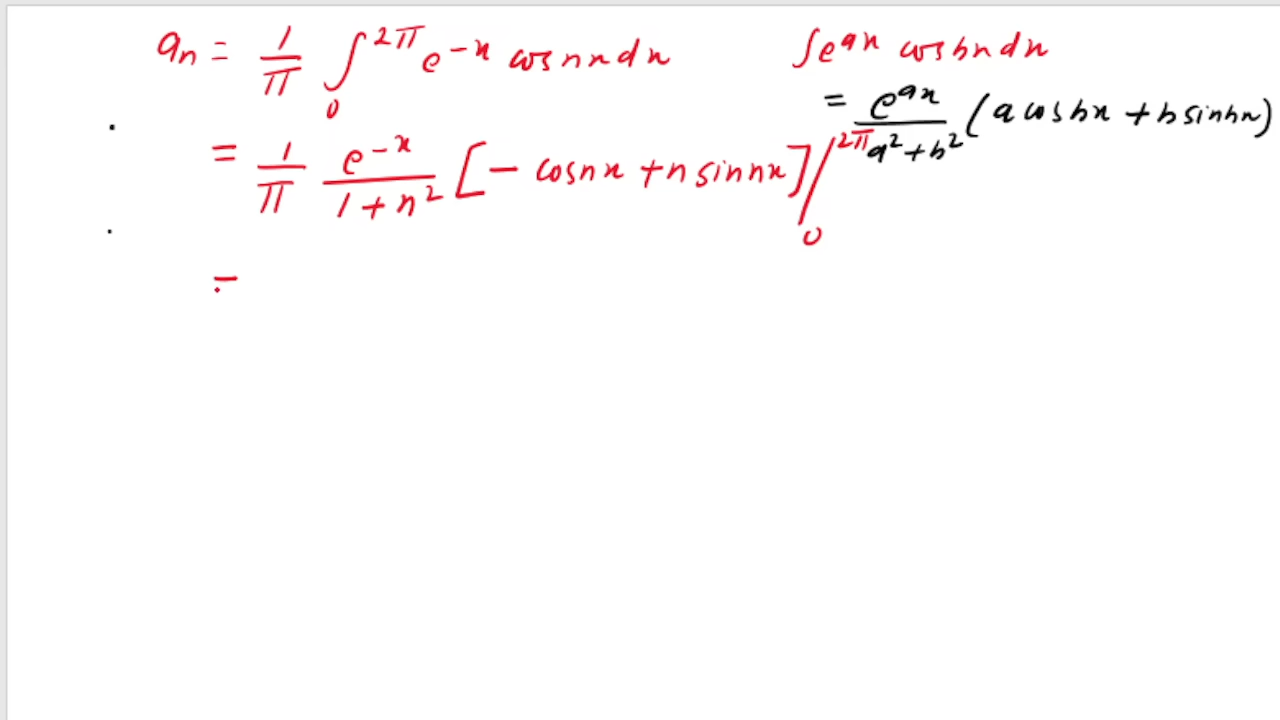 aₙ = 1/π ∫₀^2π e^-x cos nx dx
∫e^ax cos bx dx
= e^ax/(a²+b²) (a cos bx + b sin bx)
= 1/π e^-x/(1+n²) [- cos nx + n sin nx]/₀^2π
=